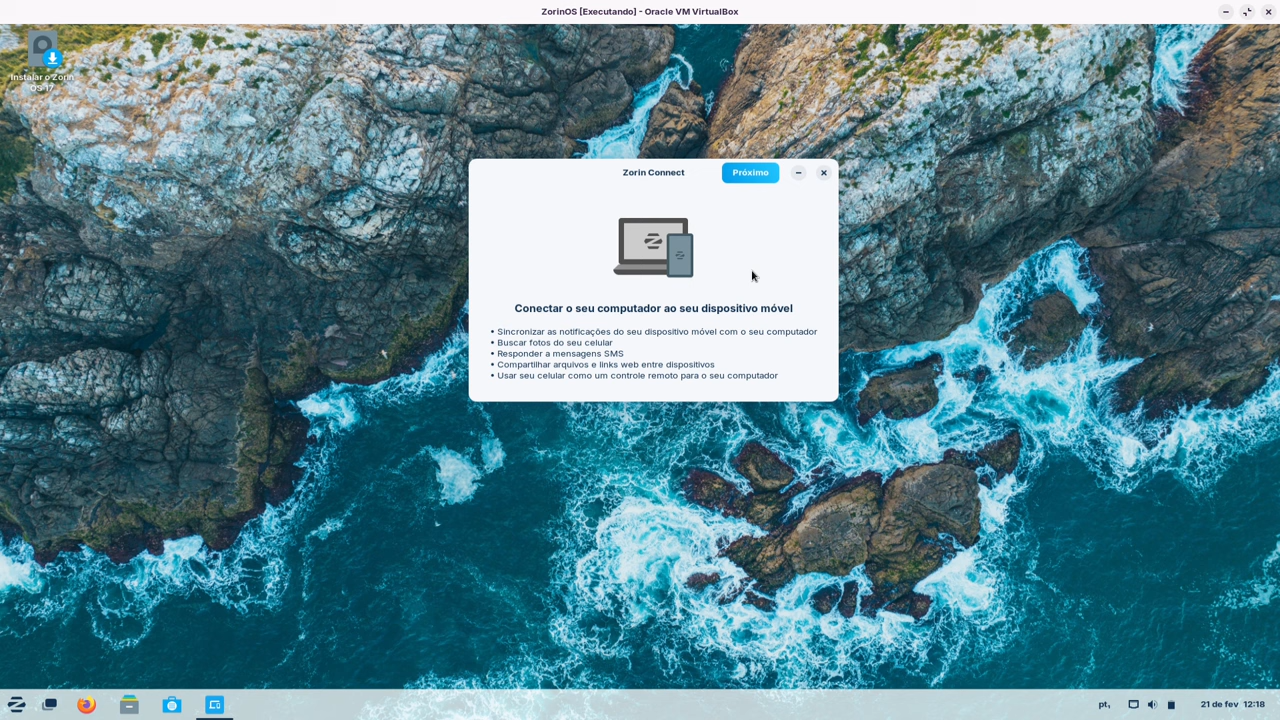 ZorinOS [Executando] - Oracle VM VirtualBox
Instalar o Zorin
OS 17
Zorin Connect
Próximo
Conectar o seu computador ao seu dispositivo móvel
• Sincronizar as notificações do seu dispositivo móvel com o seu computador
• Buscar fotos do seu celular
• Responder a mensagens SMS
• Compartilhar arquivos e links web entre dispositivos
• Usar seu celular como um controle remoto para o seu computador
pt₁ 21 de fev 12:18